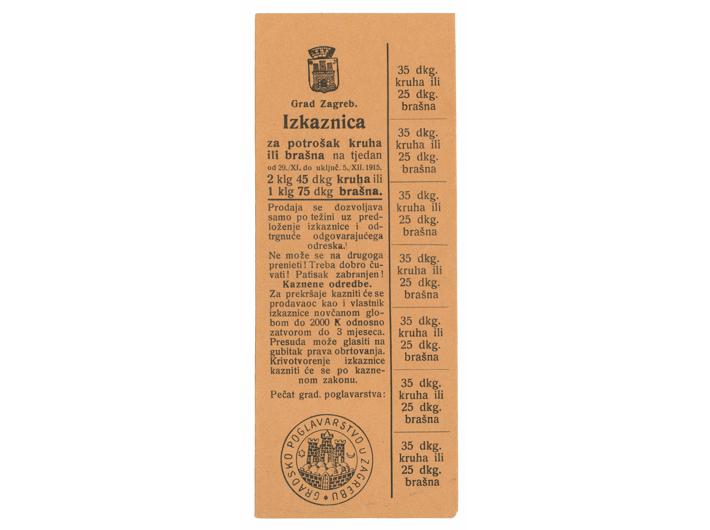 Grad Zagreb.
Izkaznica
za potrošak kruha
ili brašna na tjedan
od 29./XI. do uključ. 5./XII. 1915.
2 klg 45 dkg kruha ili
1 klg 75 dkg brašna.
Prodaja se dozvoljava
samo po težini uz pred-
loženje izkaznice i od-
trgnuće odgovarajućega
odreska.!
Ne može se na drugoga
prenieti! Treba dobro ču-
vati! Patisak zabranjen!
Kaznene odredbe.
Za prekršaje kazniti će se
prodavaoc kao i vlastnik
izkaznice novčanom glo-
bom do 2000 K odnosno
zatvorom do 3 mjeseca.
Presuda može glasiti na
gubitak prava obrtovanja.
Krivotvorenje izkaznice
kazniti će se po kazne-
nom zakonu.
Pečat grad. poglavarstva:
GRADSKO POGLAVARSTVO U ZAGREBU
35 dkg.
kruha ili
25 dkg.
brašna
35 dkg.
kruha ili
25 dkg.
brašna
35 dkg.
kruha ili
25 dkg.
brašna
35 dkg.
kruha ili
25 dkg.
brašna
35 dkg.
kruha ili
25 dkg.
brašna
35 dkg.
kruha ili
25 dkg.
brašna
35 dkg.
kruha ili
25 dkg.
brašna